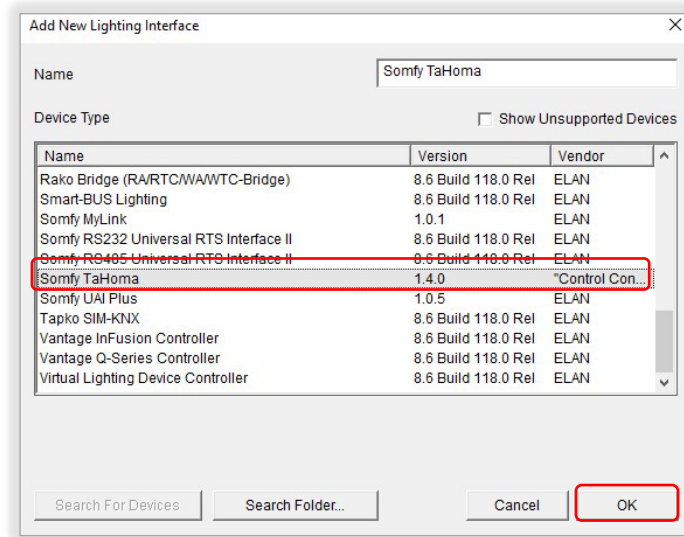 Add New Lighting Interface
Name Somfy TaHoma
Device Type Show Unsupported Devices
Name Version Vendor
Rako Bridge (RA/RTC/WA/WTC-Bridge) 8.6 Build 118.0 Rel ELAN
Smart-BUS Lighting 8.6 Build 118.0 Rel ELAN
Somfy MyLink 1.0.1 ELAN
Somfy RS232 Universal RTS Interface II 8.6 Build 118.0 Rel ELAN
Somfy RS485 Universal RTS Interface II 8.6 Build 118.0 Rel ELAN
Somfy TaHoma 1.4.0 "Control Con...
Somfy UAI Plus 1.0.5 ELAN
Tapko SIM-KNX 8.6 Build 118.0 Rel ELAN
Vantage InFusion Controller 8.6 Build 118.0 Rel ELAN
Vantage Q-Series Controller 8.6 Build 118.0 Rel ELAN
Virtual Lighting Device Controller 8.6 Build 118.0 Rel ELAN
Search For Devices Search Folder... Cancel OK